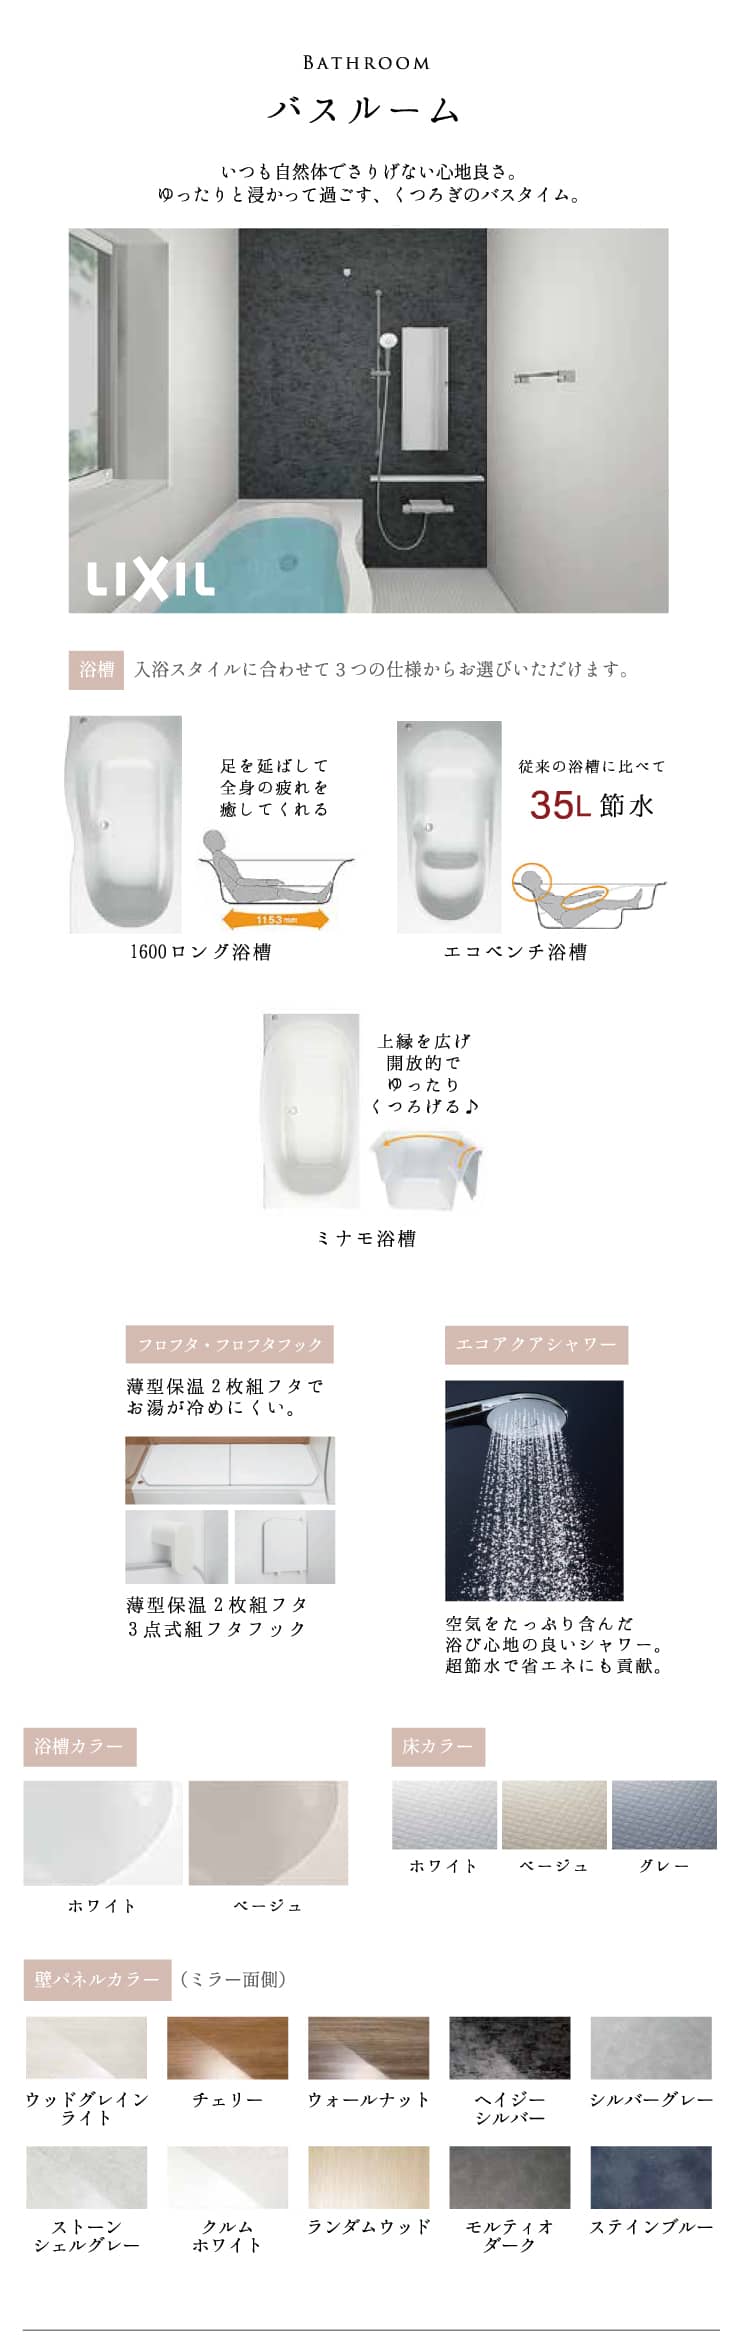 BATHROOM
バスルーム
いつも自然体でさりげない心地良さ。
ゆったりと浸かって過ごす、くつろぎのバスタイム。
LIXIL
浴槽 入浴スタイルに合わせて3つの仕様からお選びいただけます。
足を延ばして
全身の疲れを
癒してくれる
1153mm
1600ロング浴槽
従来の浴槽に比べて
35L 節水
エコベンチ浴槽
上縁を広げ
開放的で
ゆったり
くつろげる♪
ミナモ浴槽
フロフタ・フロフタフック
薄型保温2枚組フタで
お湯が冷めにくい。
薄型保温2枚組フタ
3点式組フタフック
エコアクアシャワー
空気をたっぷり含んだ
浴び心地の良いシャワー。
超節水で省エネにも貢献。
浴槽カラー
ホワイト ベージュ
床カラー
ホワイト ベージュ グレー
壁パネルカラー （ミラー面側）
ウッドグレイン
ライト
チェリー
ウォールナット
ヘイジー
シルバー
シルバーグレー
ストーン
シェルグレー
クルム
ホワイト
ランダムウッド
モルティオ
ダーク
ステインブルー